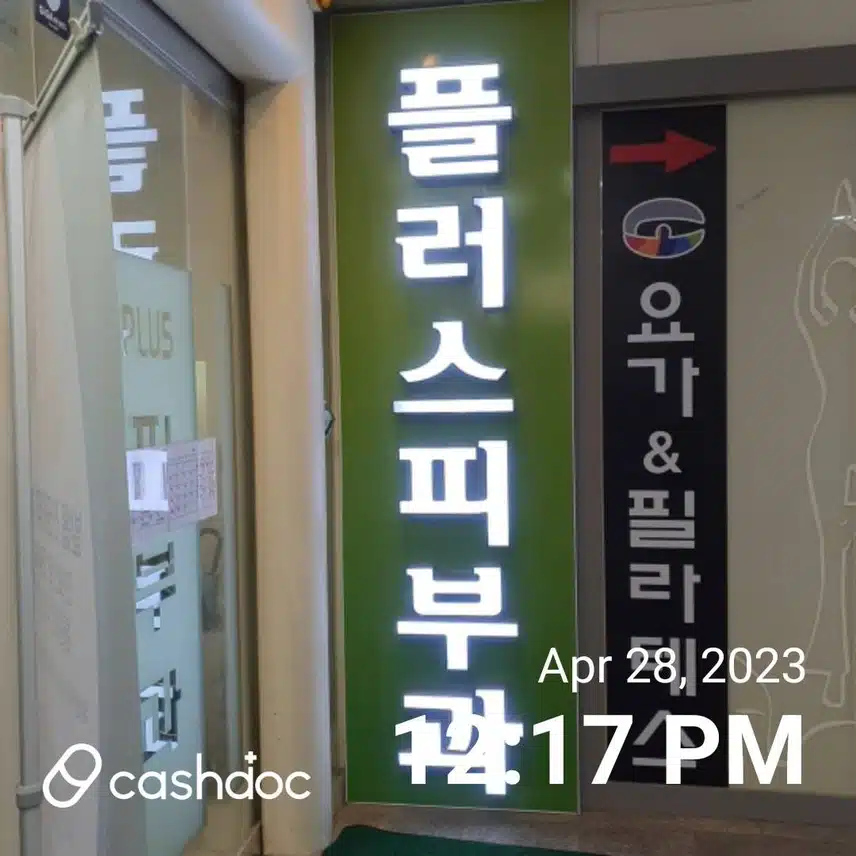 플러스피부과
PLUS
요가&필라테스
Apr 28, 2023
12:17 PM
cashdoc